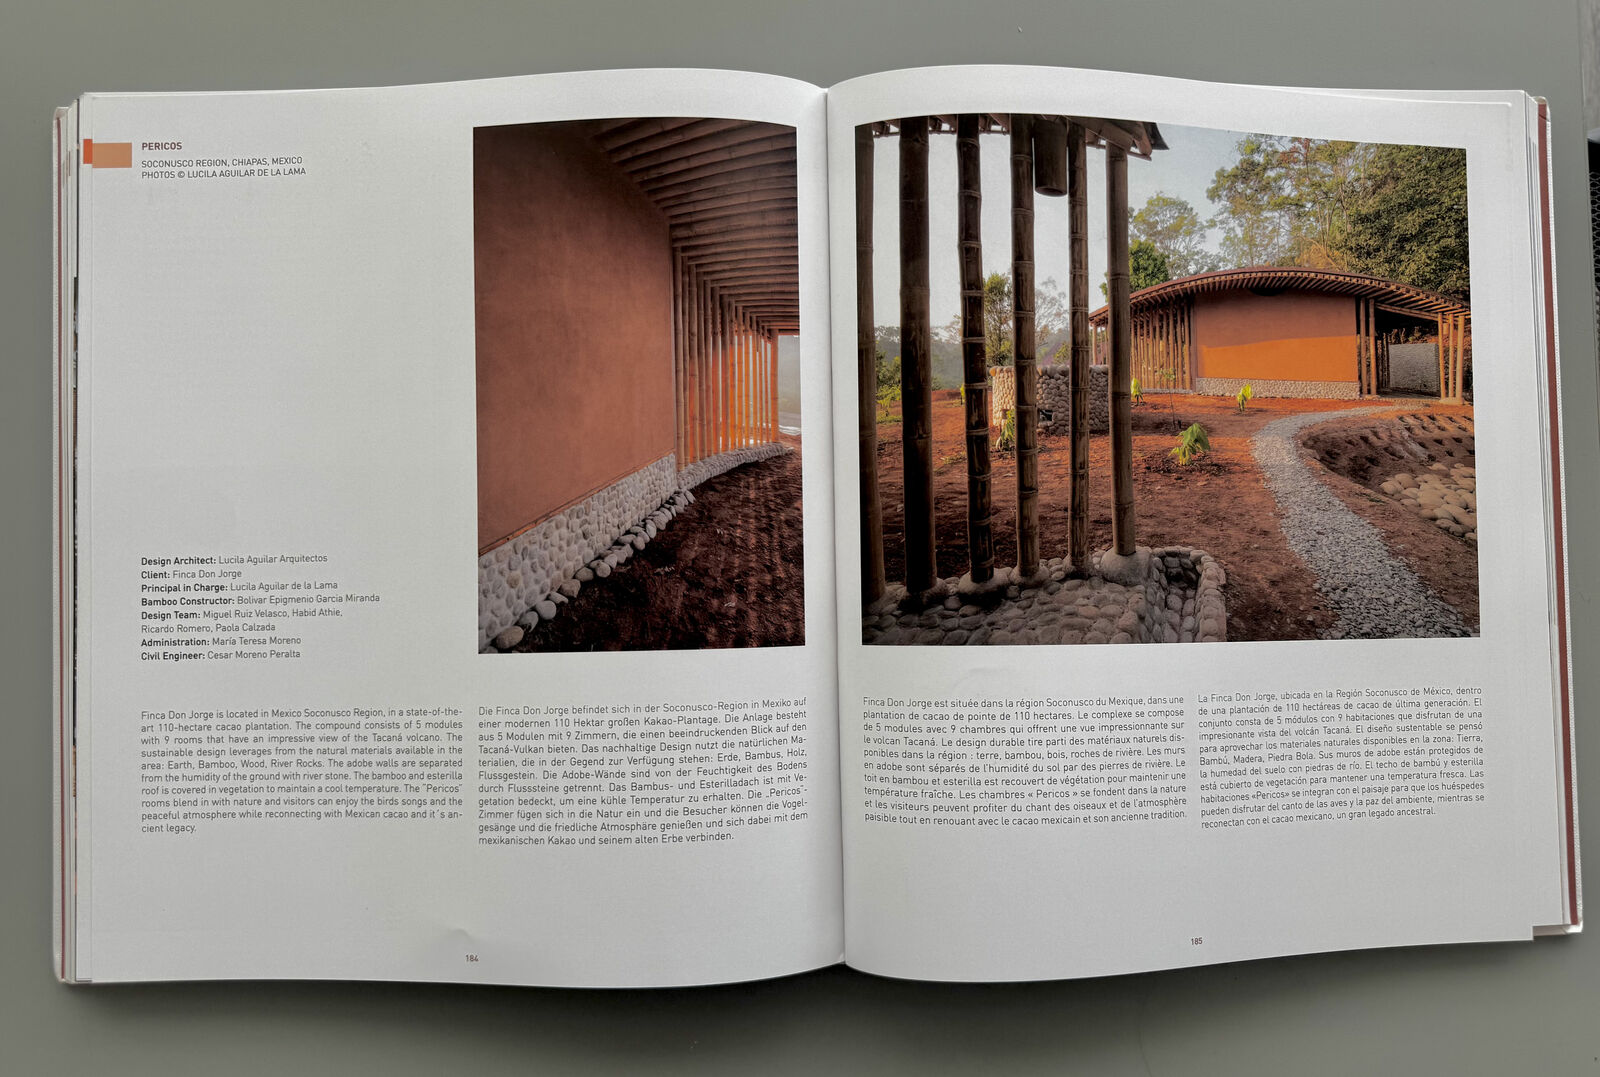 PERICOS
SOCONUSCO REGION, CHIAPAS, MEXICO
PHOTOS © LUCILA AGUILAR DE LA LAMA
Design Architect: Lucila Aguilar Arquitectos
Client: Finca Don Jorge
Principal in Charge: Lucila Aguilar de la Lama
Bamboo Constructor: Bolivar Epigmenio Garcia Miranda
Design Team: Miguel Ruiz Velasco, Habid Athie,
Ricardo Romero, Paola Calzada
Administration: María Teresa Moreno
Civil Engineer: Cesar Moreno Peralta
Finca Don Jorge is located in Mexico Soconusco Region, in a state-of-the-
art 110-hectare cacao plantation. The compound consists of 5 modules
with 9 rooms that have an impressive view of the Tacaná volcano. The
sustainable design leverages from the natural materials available in the
area: Earth, Bamboo, Wood, River Rocks. The adobe walls are separated
from the humidity of the ground with river stone. The bamboo and esterilla
roof is covered in vegetation to maintain a cool temperature. The "Pericos"
rooms blend in with nature and visitors can enjoy the birds songs and the
peaceful atmosphere while reconnecting with Mexican cacao and it´s an-
cient legacy.
Die Finca Don Jorge befindet sich in der Soconusco-Region in Mexiko auf
einer modernen 110 Hektar großen Kakao-Plantage. Die Anlage besteht
aus 5 Modulen mit 9 Zimmern, die einen beeindruckenden Blick auf den
Tacaná-Vulkan bieten. Das nachhaltige Design nutzt die natürlichen Ma-
terialien, die in der Gegend zur Verfügung stehen: Erde, Bambus, Holz,
Flussgestein. Die Adobe-Wände sind von der Feuchtigkeit des Bodens
durch Flusssteine getrennt. Das Bambus- und Esterilladach ist mit Ve-
getation bedeckt, um eine kühle Temperatur zu erhalten. Die „Pericos"-
Zimmer fügen sich in die Natur ein und die Besucher können die Vogel-
gesänge und die friedliche Atmosphäre genießen und sich dabei mit dem
mexikanischen Kakao und seinem alten Erbe verbinden.
184
Finca Don Jorge est située dans la région Soconusco du Mexique, dans une
plantation de cacao de pointe de 110 hectares. Le complexe se compose
de 5 modules avec 9 chambres qui offrent une vue impressionnante sur
le volcan Tacaná. Le design durable tire parti des matériaux naturels dis-
ponibles dans la région : terre, bambou, bois, roches de rivière. Les murs
en adobe sont séparés de l'humidité du sol par des pierres de rivière. Le
toit en bambou et esterilla est recouvert de végétation pour maintenir une
température fraîche. Les chambres « Pericos » se fondent dans la nature
et les visiteurs peuvent profiter du chant des oiseaux et de l'atmosphère
paisible tout en renouant avec le cacao mexicain et son ancienne tradition.
La Finca Don Jorge, ubicada en la Región Soconusco de México, dentro
de una plantación de 110 hectáreas de cacao de última generación. El
conjunto consta de 5 módulos con 9 habitaciones que disfrutan de una
impresionante vista del volcán Tacaná. El diseño sustentable se pensó
para aprovechar los materiales naturales disponibles en la zona: Tierra,
Bambú, Madera, Piedra Bola. Sus muros de adobe están protegidos de
la humedad del suelo con piedras de río. El techo de bambú y esterilla
está cubierto de vegetación para mantener una temperatura fresca. Las
habitaciones «Pericos» se integran con el paisaje para que los huéspedes
pueden disfrutar del canto de las aves y la paz del ambiente, mientras se
reconectan con el cacao mexicano, un gran legado ancestral.
185